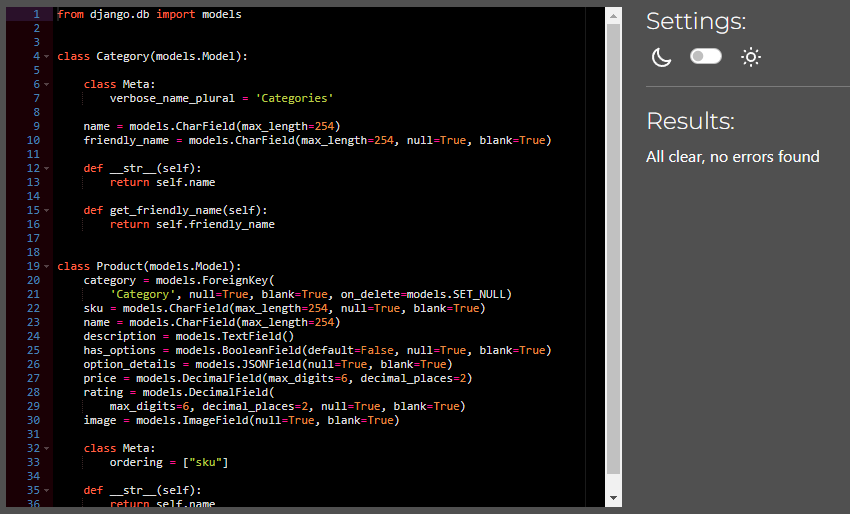 1 from django.db import models
2
3
4 class Category(models.Model):
5
6     class Meta:
7         verbose_name_plural = 'Categories'
8
9     name = models.CharField(max_length=254)
10     friendly_name = models.CharField(max_length=254, null=True, blank=True)
11
12     def __str__(self):
13         return self.name
14
15     def get_friendly_name(self):
16         return self.friendly_name
17
18
19 class Product(models.Model):
20     category = models.ForeignKey(
21         'Category', null=True, blank=True, on_delete=models.SET_NULL)
22     sku = models.CharField(max_length=254, null=True, blank=True)
23     name = models.CharField(max_length=254)
24     description = models.TextField()
25     has_options = models.BooleanField(default=False, null=True, blank=True)
26     option_details = models.JSONField(null=True, blank=True)
27     price = models.DecimalField(max_digits=6, decimal_places=2)
28     rating = models.DecimalField(
29         max_digits=6, decimal_places=2, null=True, blank=True)
30     image = models.ImageField(null=True, blank=True)
31
32     class Meta:
33         ordering = ["sku"]
34
35     def __str__(self):
36         return self.name
Settings:
Results:
All clear, no errors found